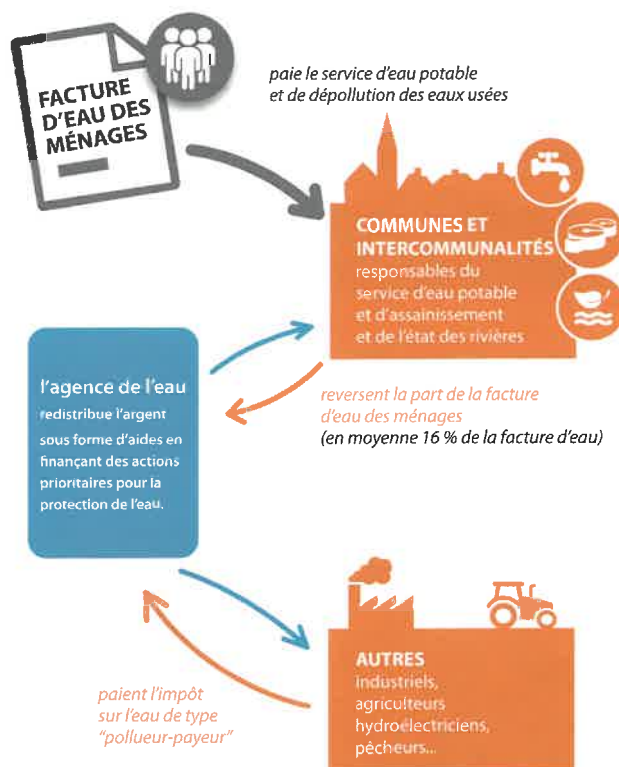 FACTURE
D'EAU DES
MÉNAGES
paie le service d'eau potable
et de dépollution des eaux usées
COMMUNES ET
INTERCOMMUNALITÉS
responsables du
service d'eau potable
et d'assainissement
et de l'état des rivières
l'agence de l'eau
redistribue l'argent
sous forme d'aides en
finançant des actions
prioritaires pour la
protection de l'eau.
reversent la part de la facture
d'eau des ménages
(en moyenne 16 % de la facture d'eau)
AUTRES
industriels,
agriculteurs
hydroélectriciens,
pêcheurs...
paient l'impôt
sur l'eau de type
"pollueur-payeur"